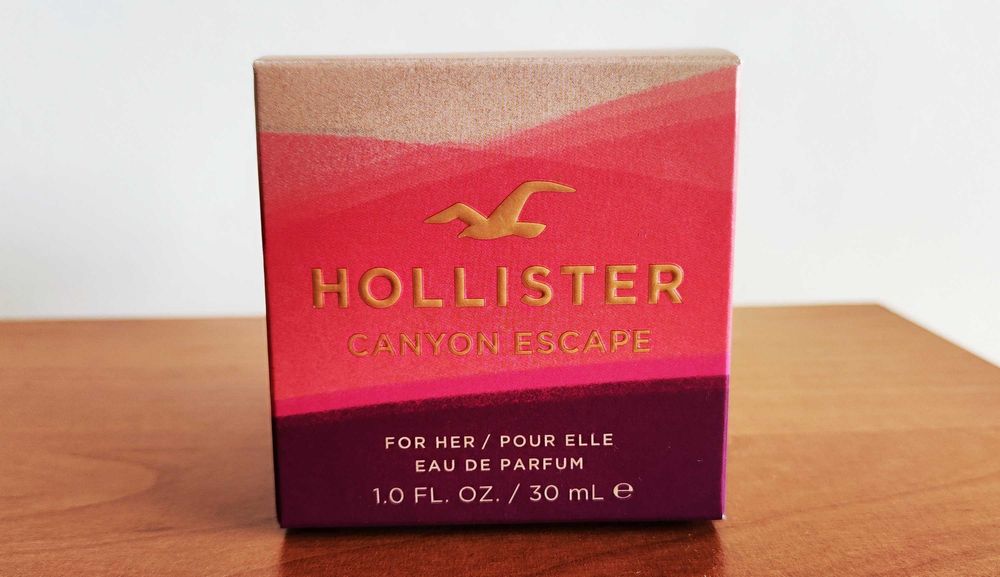 HOLLISTER
CANYON ESCAPE
FOR HER / POUR ELLE
EAU DE PARFUM
1.0 FL. OZ. / 30 mL ℮